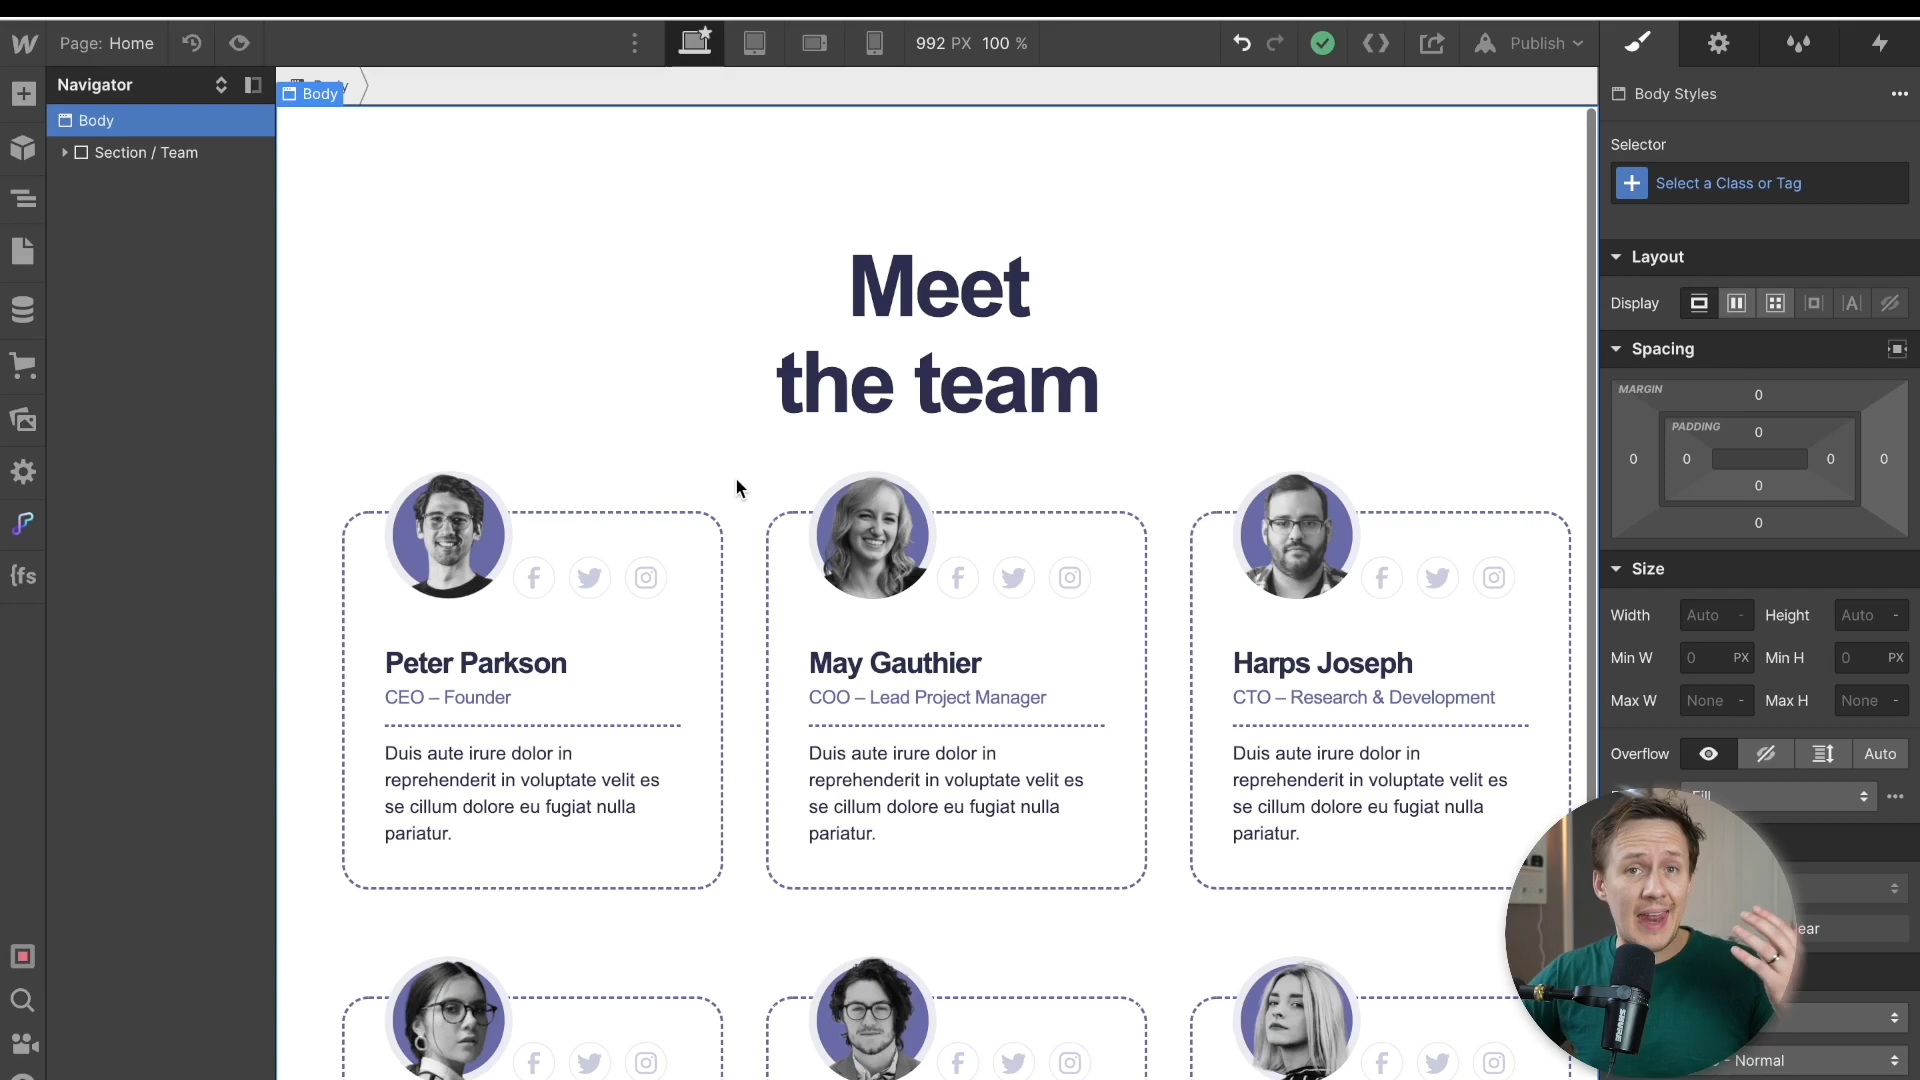 Page: Home
992 PX 100 %
Publish
Navigator
Body
Body
Section / Team
Body Styles
Selector
Select a Class or Tag
Layout
Display
Spacing
MARGIN
0
PADDING
0
0 0 0 0
0
0
Size
Width Auto - Height Auto -
Min W 0 PX Min H 0 PX
Max W None - Max H None -
Overflow Auto
Fill
ear
- Normal
{fs
Meet
the team
Peter Parkson
CEO – Founder
Duis aute irure dolor in
reprehenderit in voluptate velit es
se cillum dolore eu fugiat nulla
pariatur.
May Gauthier
COO – Lead Project Manager
Duis aute irure dolor in
reprehenderit in voluptate velit es
se cillum dolore eu fugiat nulla
pariatur.
Harps Joseph
CTO – Research & Development
Duis aute irure dolor in
reprehenderit in voluptate velit es
se cillum dolore eu fugiat nulla
pariatur.
SHURE